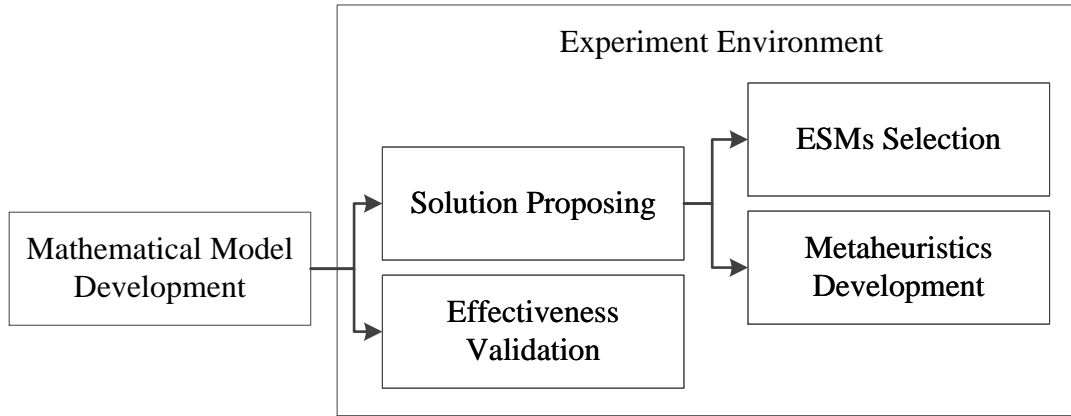 Experiment Environment
Mathematical Model
Development
Solution Proposing
Effectiveness
Validation
ESMs Selection
Metaheuristics
Development